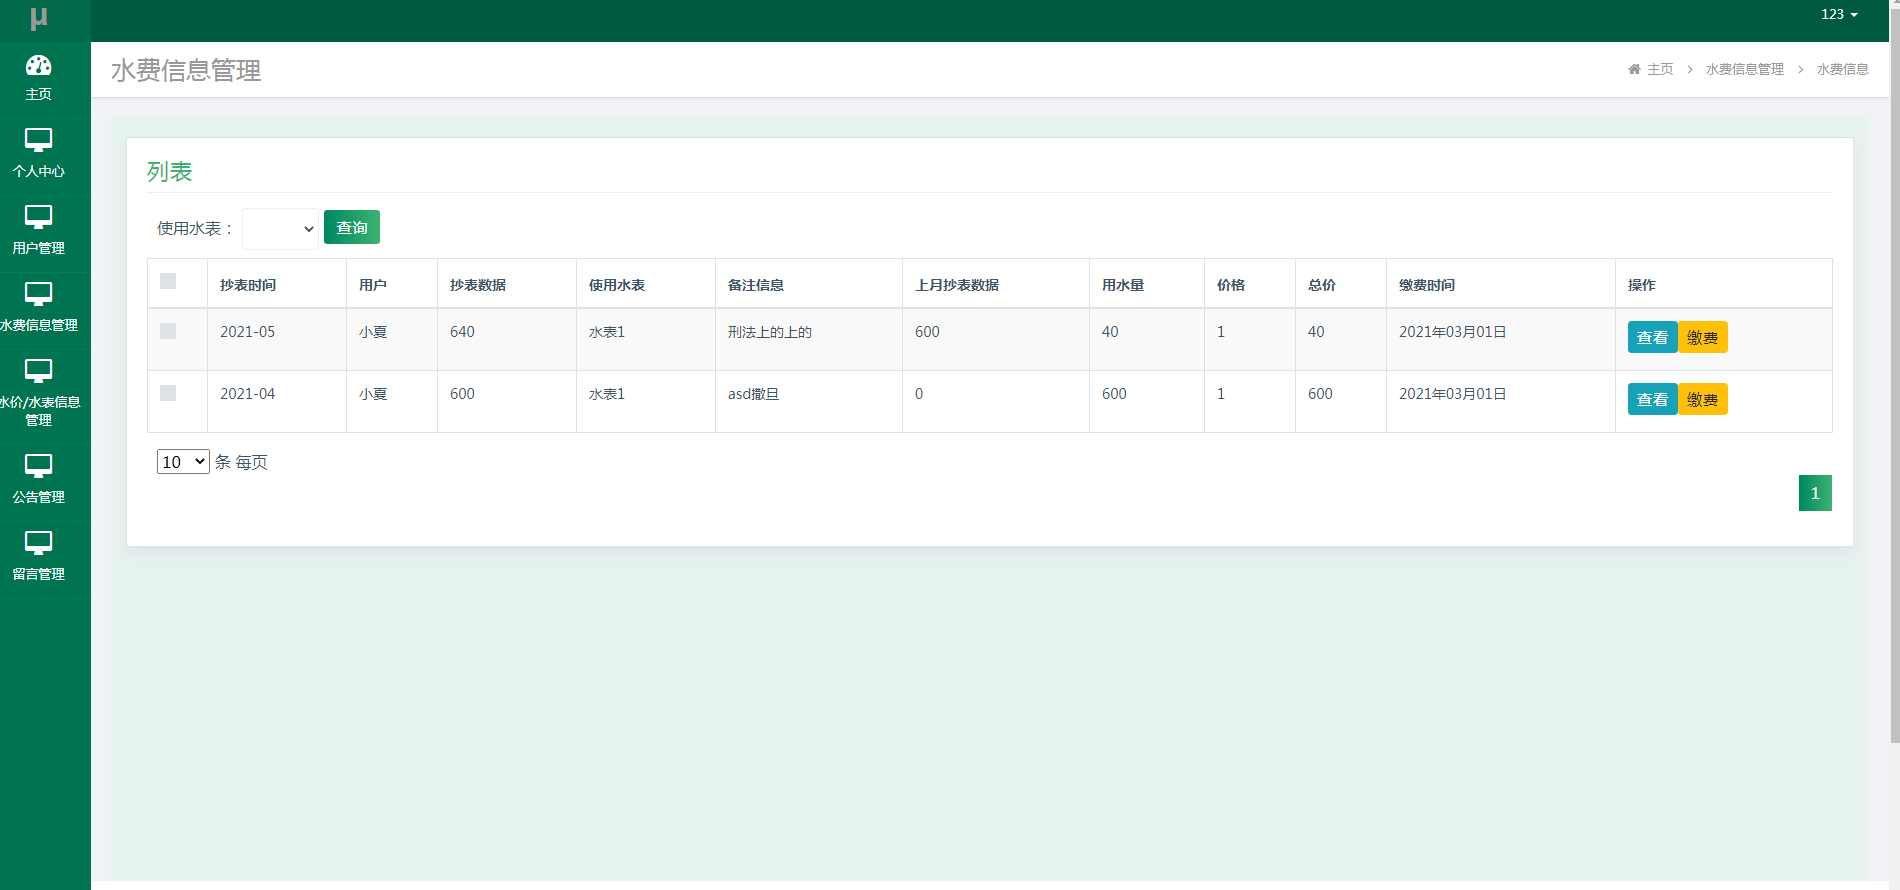 μ
123
主页
个人中心
用户管理
水费信息管理
水价/水表信息
管理
公告管理
留言管理
水费信息管理
主页 > 水费信息管理 > 水费信息
列表
使用水表： 查询
抄表时间 用户 抄表数据 使用水表 备注信息 上月抄表数据 用水量 价格 总价 缴费时间 操作
2021-05 小夏 640 水表1 刑法上的上的 600 40 1 40 2021年03月01日 查看 缴费
2021-04 小夏 600 水表1 asd撒旦 0 600 1 600 2021年03月01日 查看 缴费
10 条 每页
1